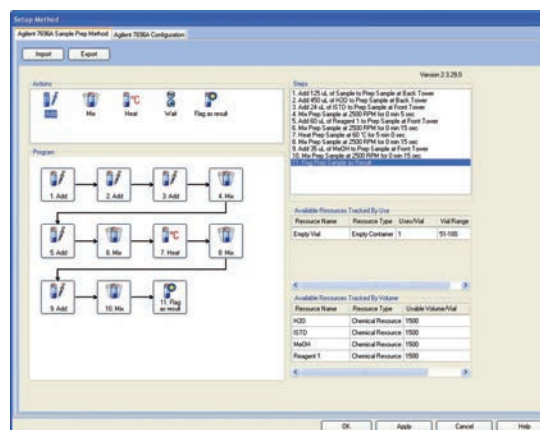 Setup Method
Agilent 7696A Sample Prep Method
Agilent 7696A Configuration
Import
Export
Version 2.3.29.0
Actions
Add
Mix
Heat
Wait
Flag as result
Steps
1. Add 125 uL of Sample to Prep Sample at Back Tower
2. Add 450 uL of H2O to Prep Sample at Back Tower
3. Add 24 uL of ISTD to Prep Sample at Front Tower
4. Mix Prep Sample at 2500 RPM for 0 min 5 sec
5. Add 60 uL of Reagent 1 to Prep Sample at Front Tower
6. Mix Prep Sample at 2500 RPM for 0 min 15 sec
7. Heat Prep Sample at 60 °C for 5 min 0 sec
8. Mix Prep Sample at 2500 RPM for 0 min 15 sec
9. Add 35 uL of MeOH to Prep Sample at Front Tower
10. Mix Prep Sample at 2500 RPM for 0 min 15 sec
11. Flag Prep Sample as Result
Program
1. Add
2. Add
3. Add
4. Mix
5. Add
6. Mix
7. Heat
8. Mix
9. Add
10. Mix
11. Flag
as result
Available Resources Tracked By Use
Resource Name Resource Type Uses/Vial Vial Range
Empty Vial Empty Container 1 51-100
Available Resources Tracked By Volume
Resource Name Resource Type Usable Volume/Vial
H2O Chemical Resource 1500
ISTD Chemical Resource 1500
MeOH Chemical Resource 1500
Reagent 1 Chemical Resource 1500
OK
Apply
Cancel
Help